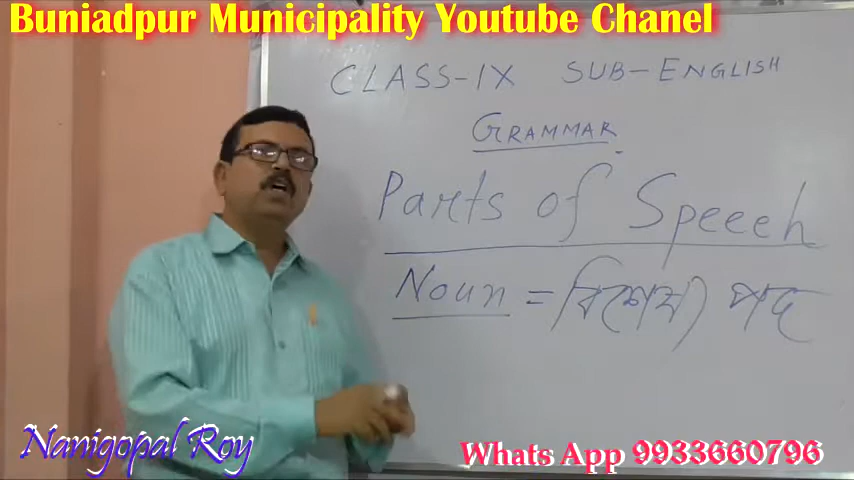 Buniadpur Municipality Youtube Chanel
CLASS-IX SUB-ENGLISH
GRAMMAR
Parts of Speech
Noun = বিশেষ্য পদ
Nanigopal Roy
Whats App 9933660796